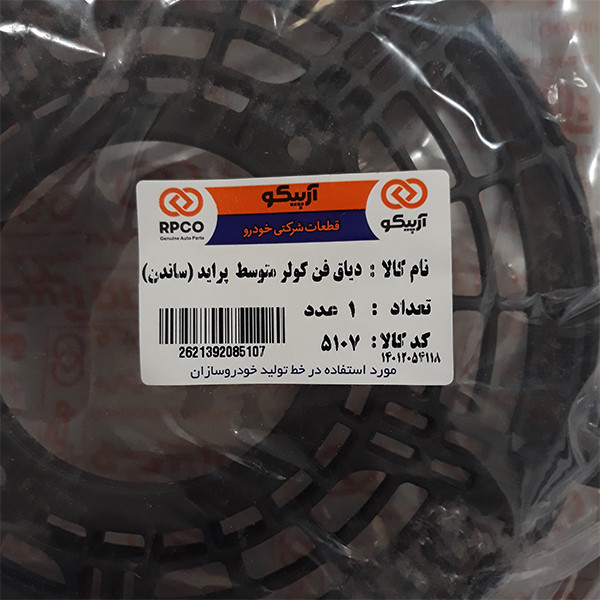 RPCO
Genuine Auto Parts
آرپیکو
قطعات شرکتی خودرو
آرپیکو
نام کالا : دیاق فن کولر متوسط پراید (ساندن)
تعداد : ۱ عدد
کد کالا : ۵۱۰۷
۱۴۰۱۲۰۵۴۱۱۸
2621392085107
مورد استفاده در خط تولید خودروسازان